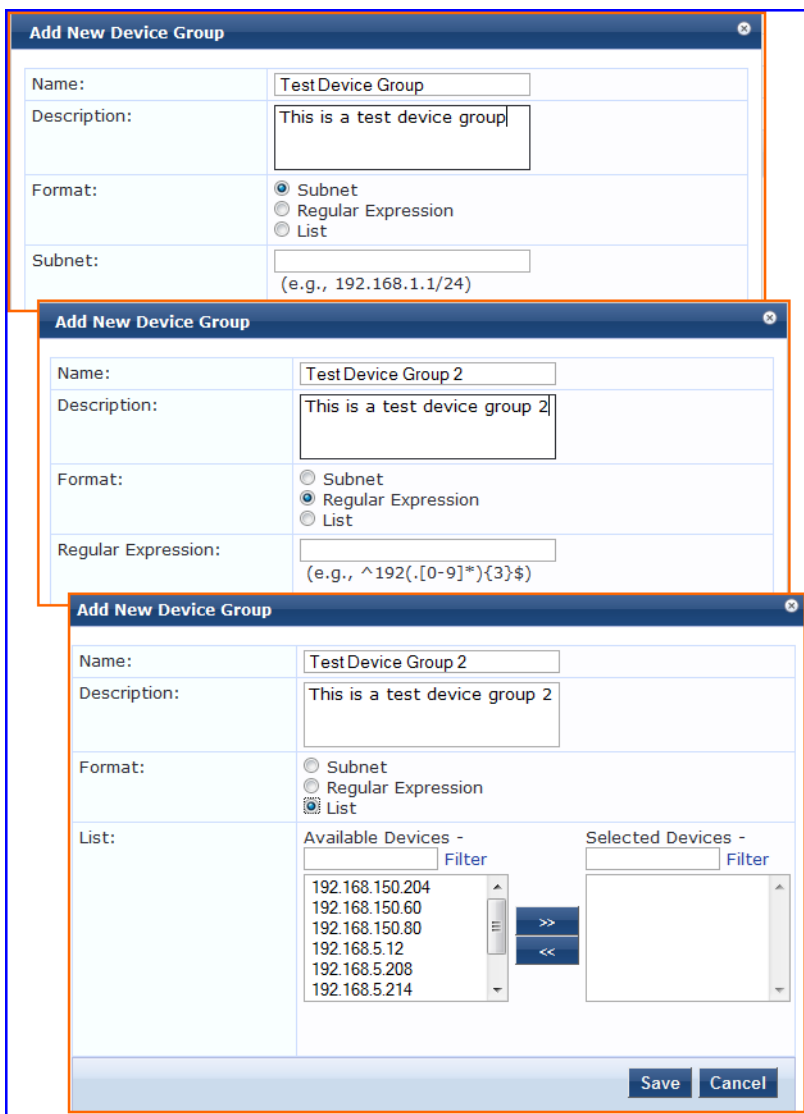 Add New Device Group
Name: Test Device Group
Description: This is a test device group
Format: Subnet
Regular Expression
List
Subnet:
(e.g., 192.168.1.1/24)
Add New Device Group
Name: Test Device Group 2
Description: This is a test device group 2
Format: Subnet
Regular Expression
List
Regular Expression:
(e.g., ^192(.[0-9]*){3}$)
Add New Device Group
Name: Test Device Group 2
Description: This is a test device group 2
Format: Subnet
Regular Expression
List
List: Available Devices - Selected Devices -
Filter Filter
192.168.150.204
192.168.150.60
192.168.150.80
>>
192.168.5.12
<<
192.168.5.208
192.168.5.214
Save Cancel